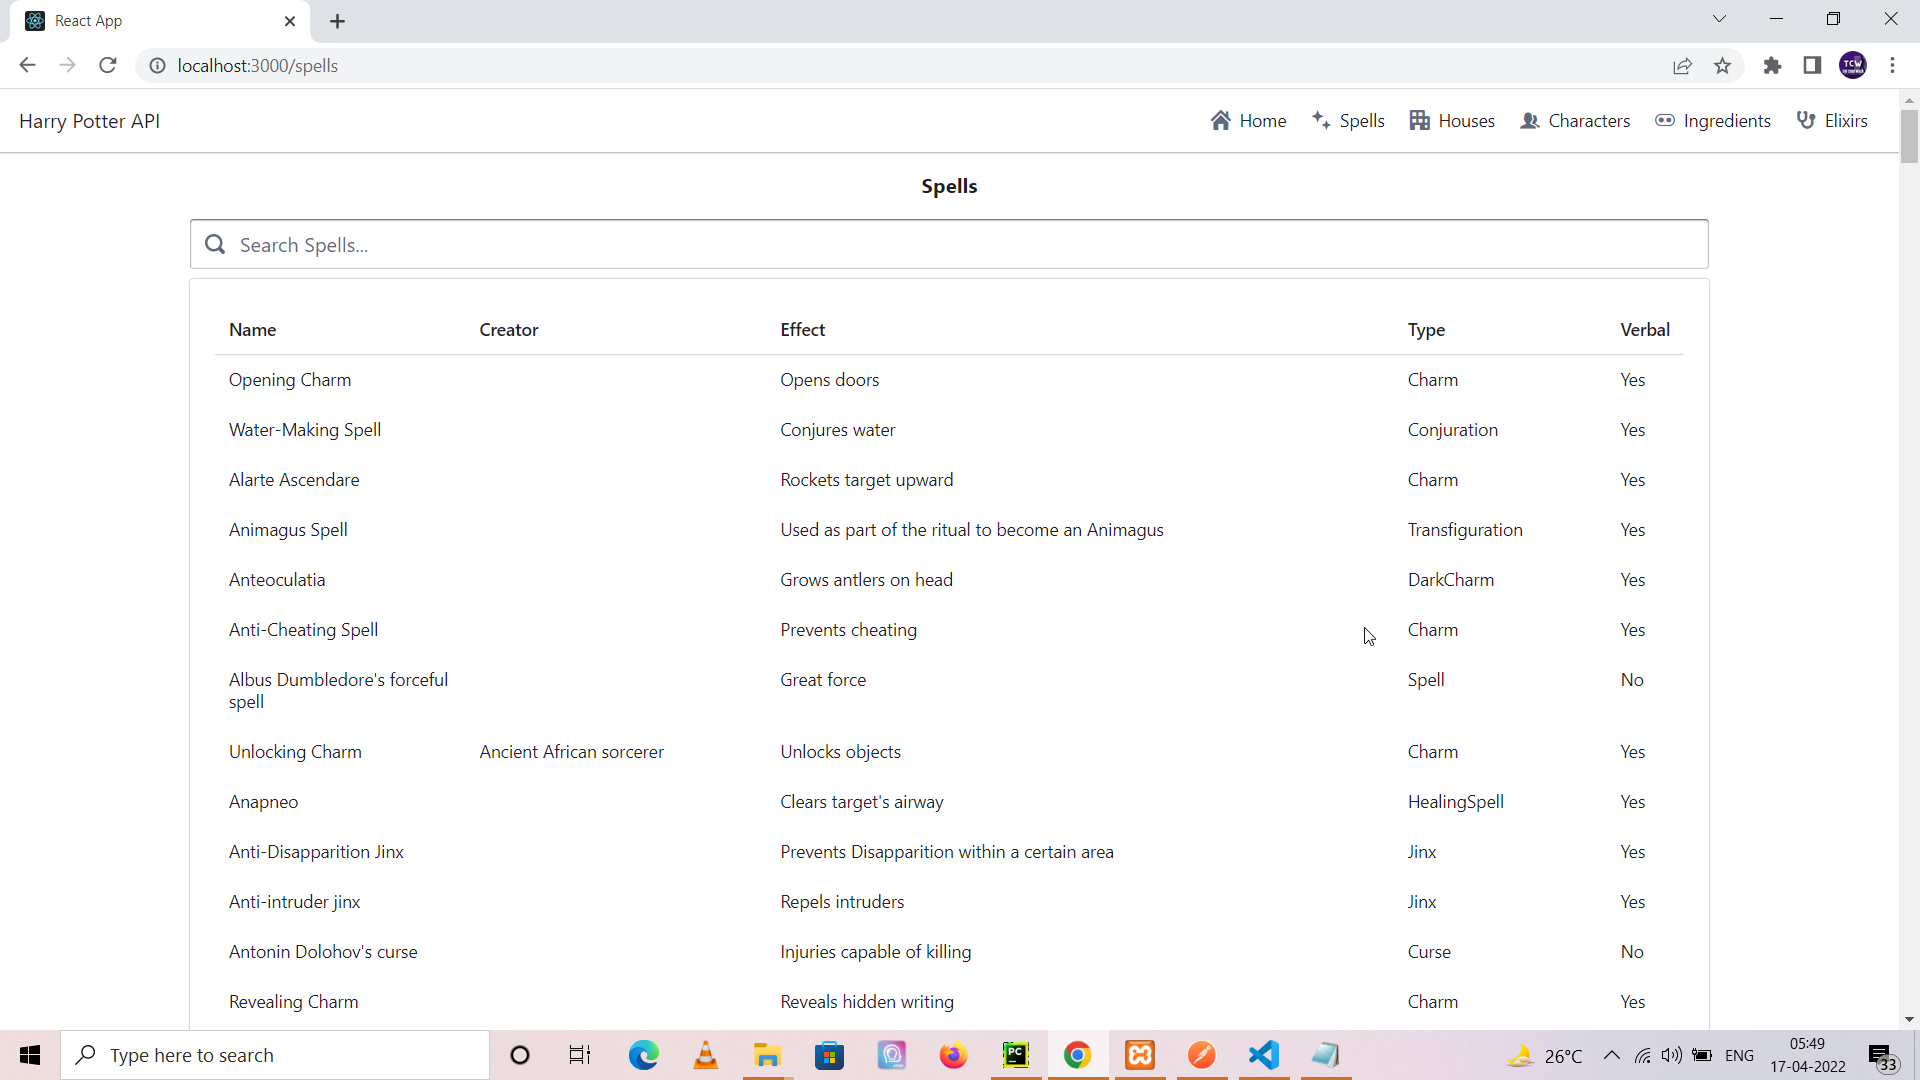 React App
localhost:3000/spells
TCW
Harry Potter API
Home Spells Houses Characters Ingredients Elixirs
Spells
Search Spells...
Name Creator Effect Type Verbal
Opening Charm Opens doors Charm Yes
Water-Making Spell Conjures water Conjuration Yes
Alarte Ascendare Rockets target upward Charm Yes
Animagus Spell Used as part of the ritual to become an Animagus Transfiguration Yes
Anteoculatia Grows antlers on head DarkCharm Yes
Anti-Cheating Spell Prevents cheating Charm Yes
Albus Dumbledore's forceful Great force Spell No
spell
Unlocking Charm Ancient African sorcerer Unlocks objects Charm Yes
Anapneo Clears target's airway HealingSpell Yes
Anti-Disapparition Jinx Prevents Disapparition within a certain area Jinx Yes
Anti-intruder jinx Repels intruders Jinx Yes
Antonin Dolohov's curse Injuries capable of killing Curse No
Revealing Charm Reveals hidden writing Charm Yes
Type here to search PC 26°C ENG 05:49
17-04-2022 33